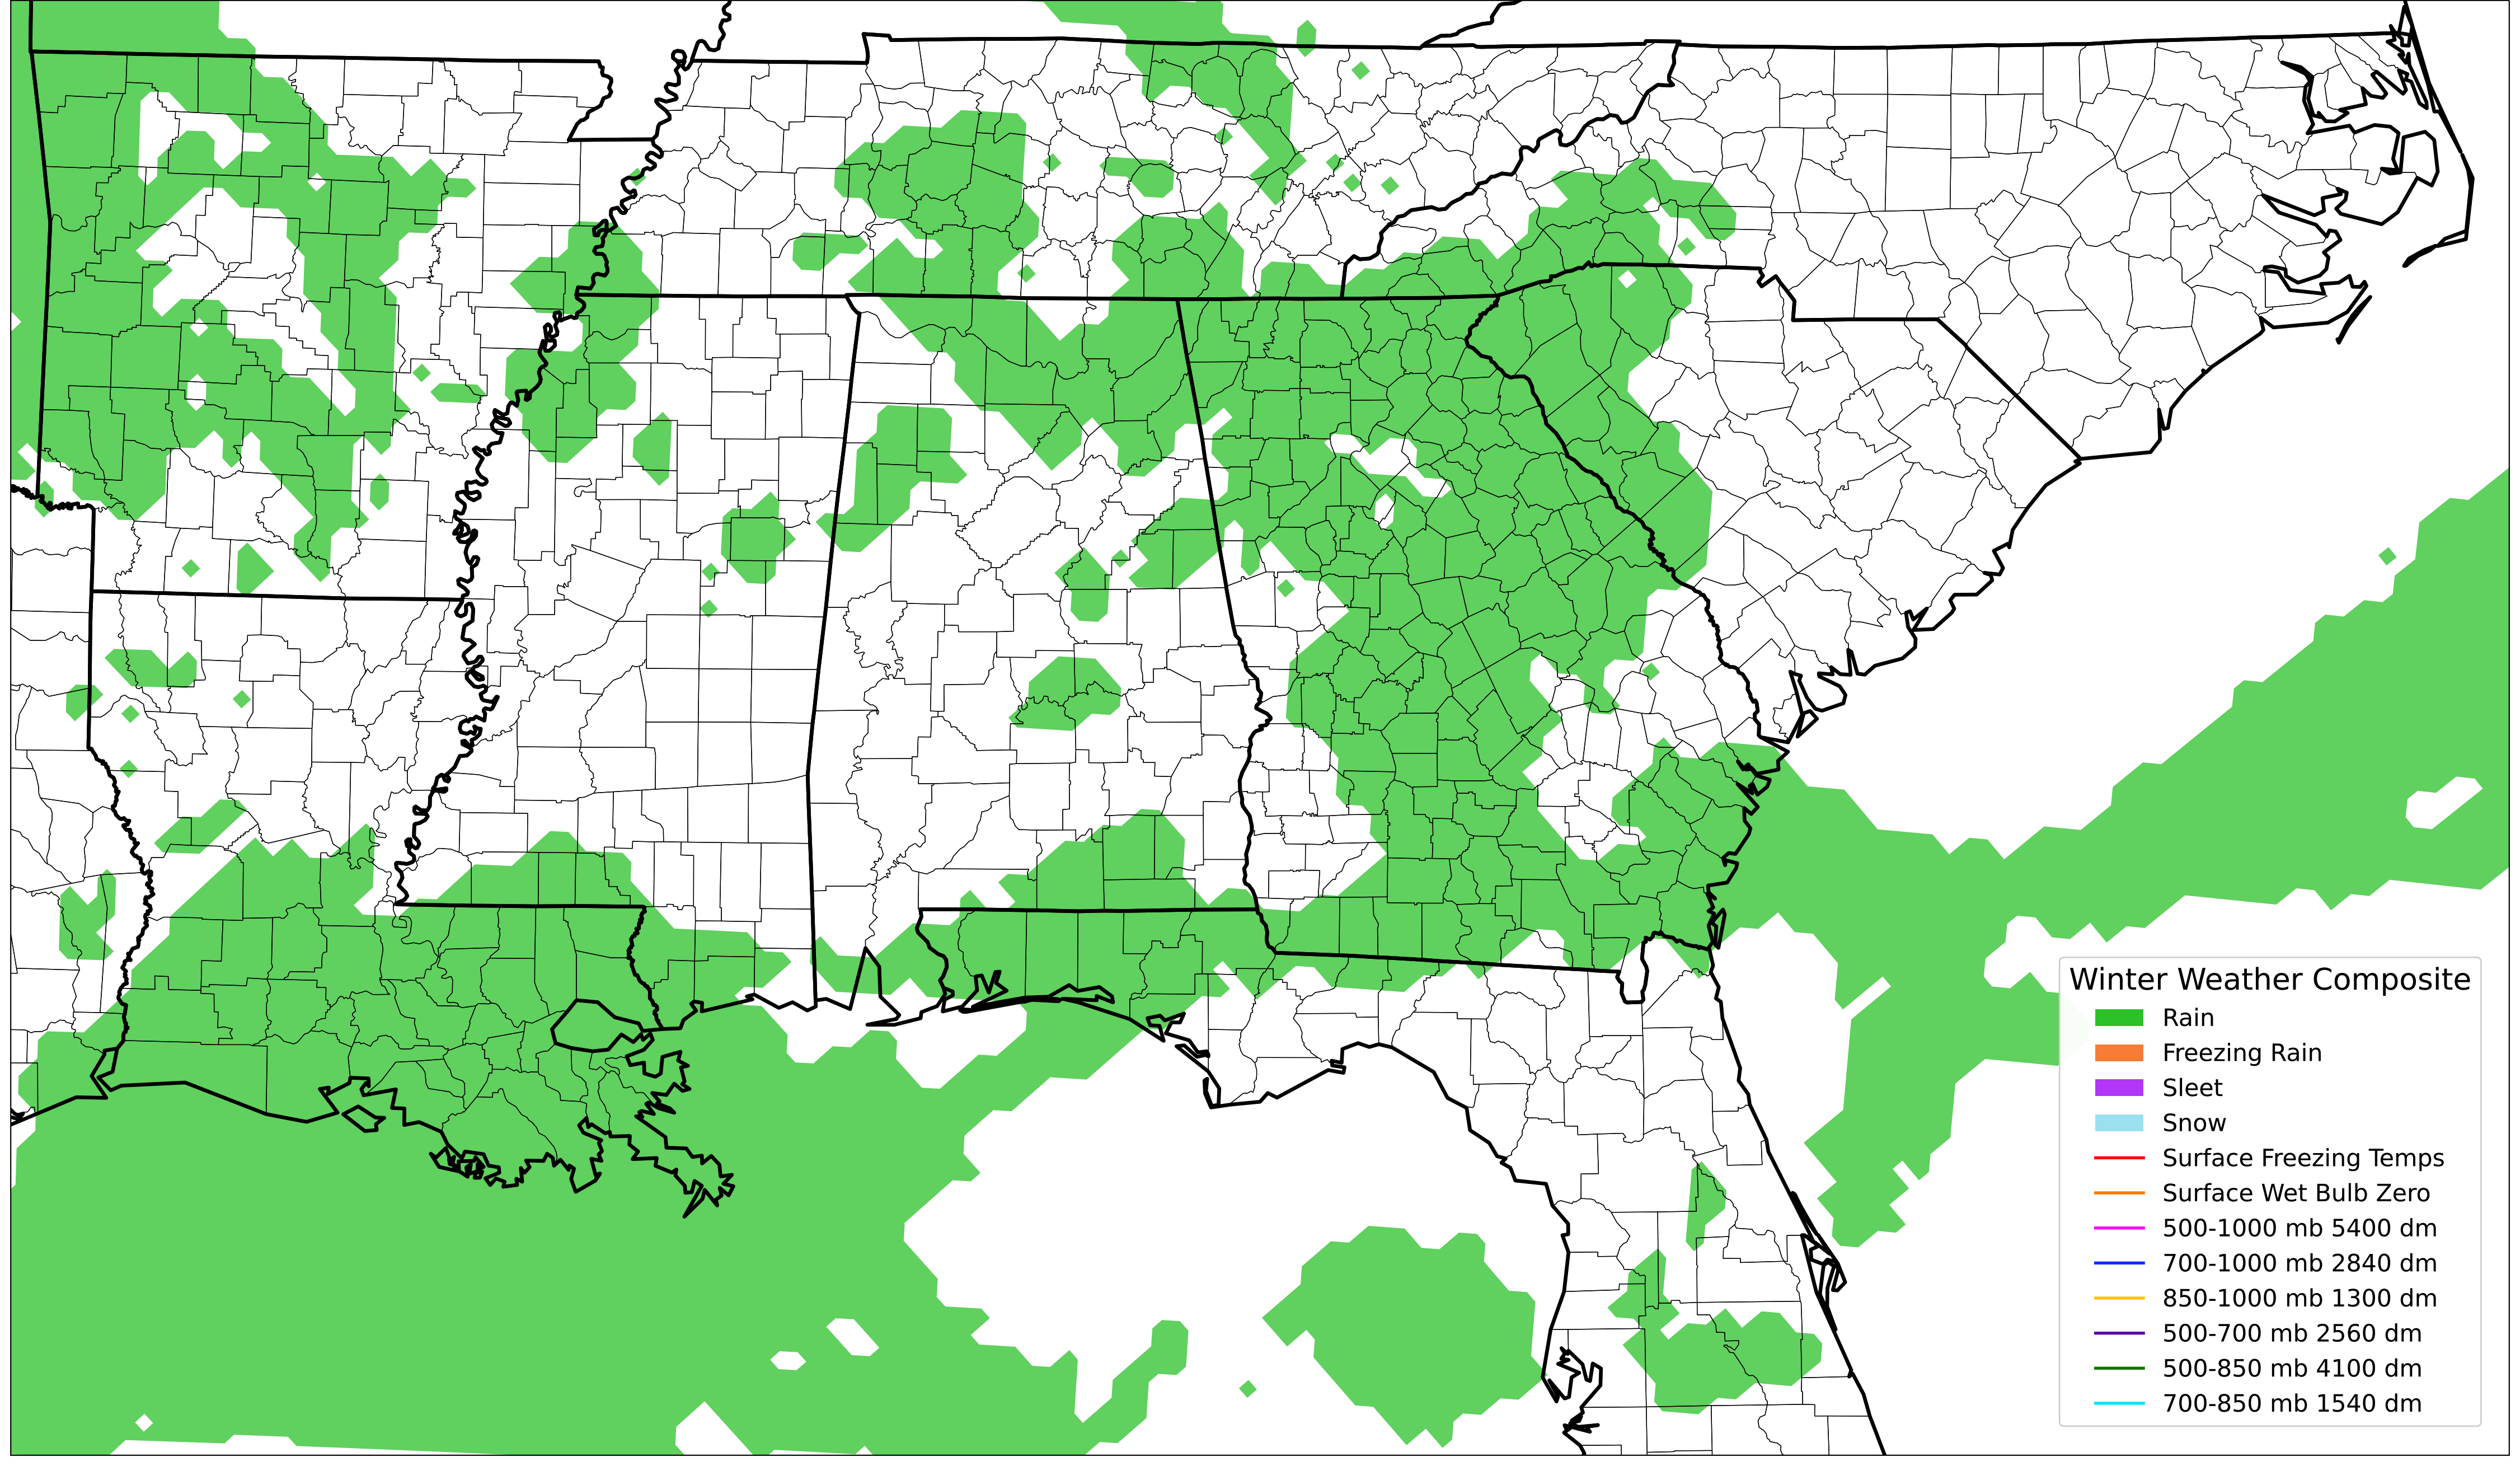 Winter Weather Composite
Rain
Freezing Rain
Sleet
Snow
Surface Freezing Temps
Surface Wet Bulb Zero
500-1000 mb 5400 dm
700-1000 mb 2840 dm
850-1000 mb 1300 dm
500-700 mb 2560 dm
500-850 mb 4100 dm
700-850 mb 1540 dm